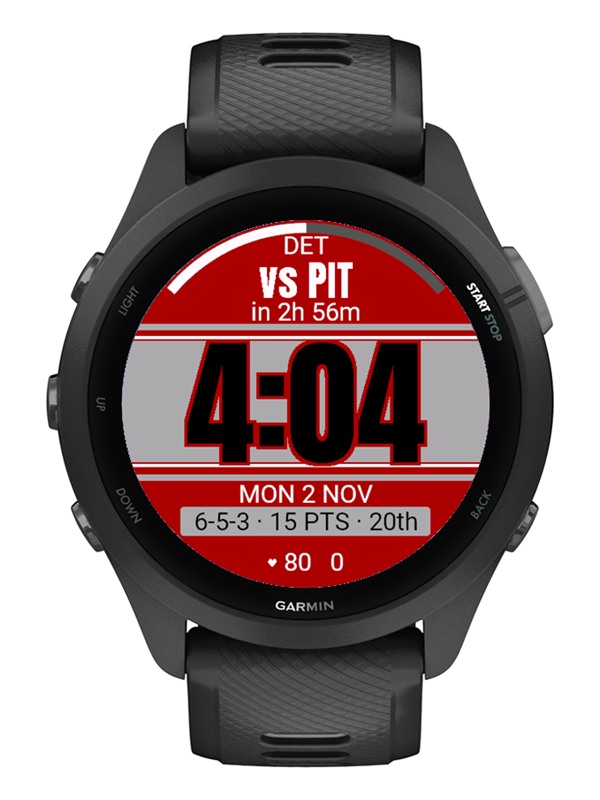 DET
vs PIT
in 2h 56m
LIGHT
START STOP
4:04
UP
MON 2 NOV
DOWN
BACK
6-5-3 · 15 PTS · 20th
80 0
GARMIN